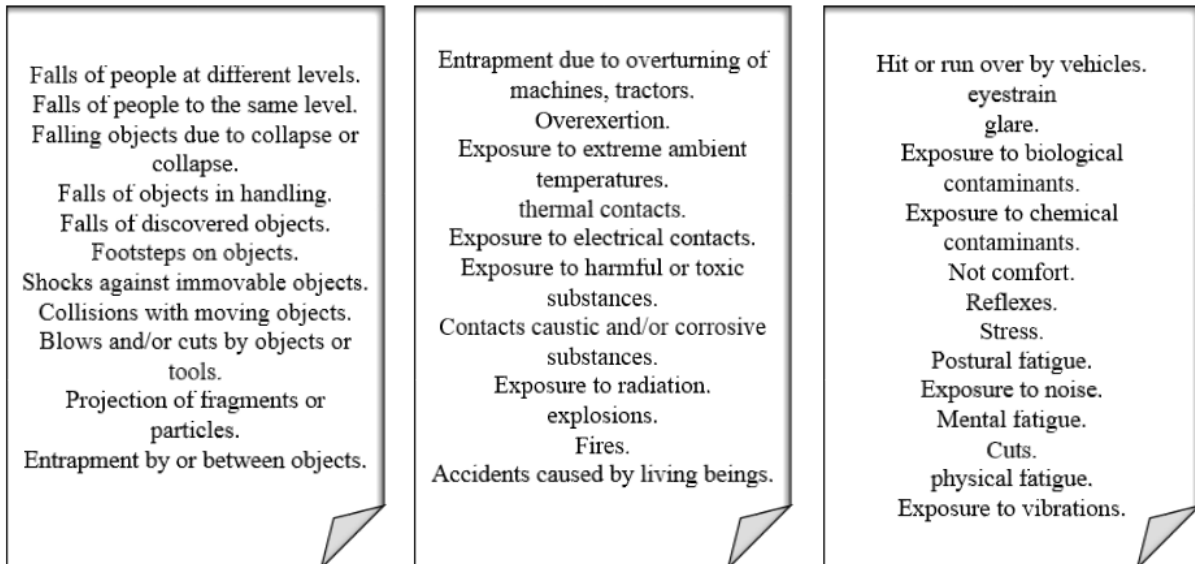 Falls of people at different levels.
Falls of people to the same level.
Falling objects due to collapse or
collapse.
Falls of objects in handling.
Falls of discovered objects.
Footsteps on objects.
Shocks against immovable objects.
Collisions with moving objects.
Blows and/or cuts by objects or
tools.
Projection of fragments or
particles.
Entrapment by or between objects.
Entrapment due to overturning of
machines, tractors.
Overexertion.
Exposure to extreme ambient
temperatures.
thermal contacts.
Exposure to electrical contacts.
Exposure to harmful or toxic
substances.
Contacts caustic and/or corrosive
substances.
Exposure to radiation.
explosions.
Fires.
Accidents caused by living beings.
Hit or run over by vehicles.
eyestrain
glare.
Exposure to biological
contaminants.
Exposure to chemical
contaminants.
Not comfort.
Reflexes.
Stress.
Postural fatigue.
Exposure to noise.
Mental fatigue.
Cuts.
physical fatigue.
Exposure to vibrations.